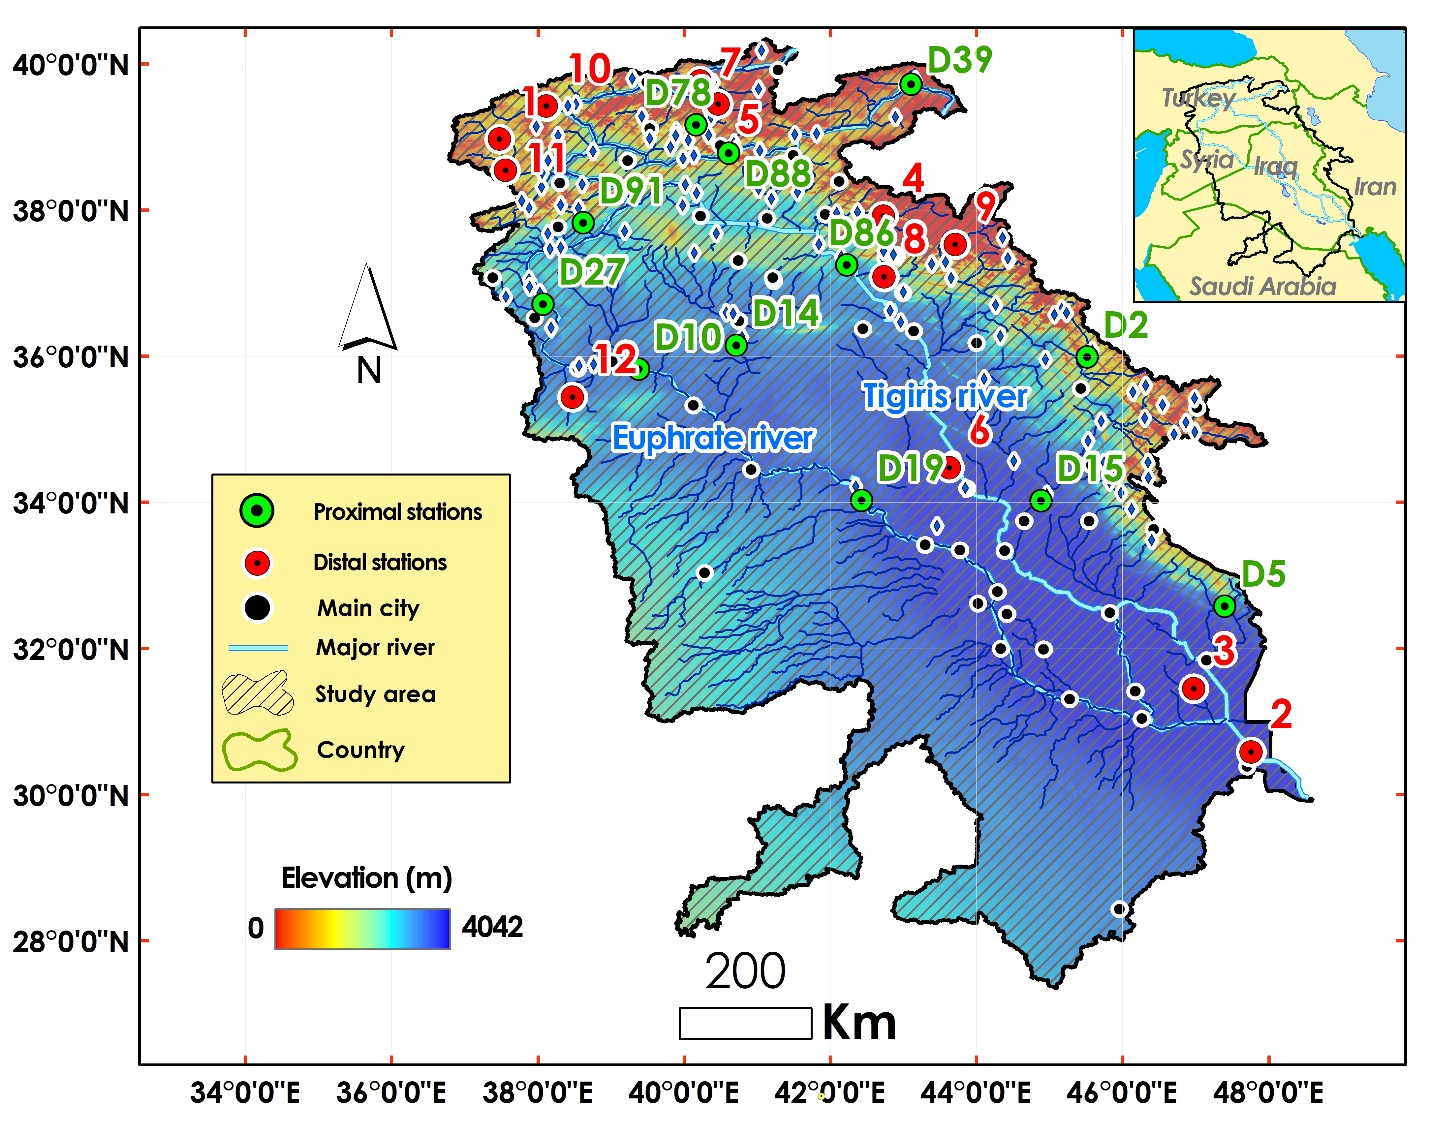 40°0'0"N
38°0'0"N
36°0'0"N
34°0'0"N
32°0'0"N
30°0'0"N
28°0'0"N
10
7
D39
D78
1
5
11
D88
D91
4
9
D86
8
D27
D14
D10
D2
12
Tigiris river
6
Euphrate river
D19
D15
D5
3
2
Turkey
Syria
Iraq
Iran
Saudi Arabia
N
Proximal stations
Distal stations
Main city
Major river
Study area
Country
Elevation (m)
0
4042
200
Km
34°0'0"E
36°0'0"E
38°0'0"E
40°0'0"E
42°0'0"E
44°0'0"E
46°0'0"E
48°0'0"E